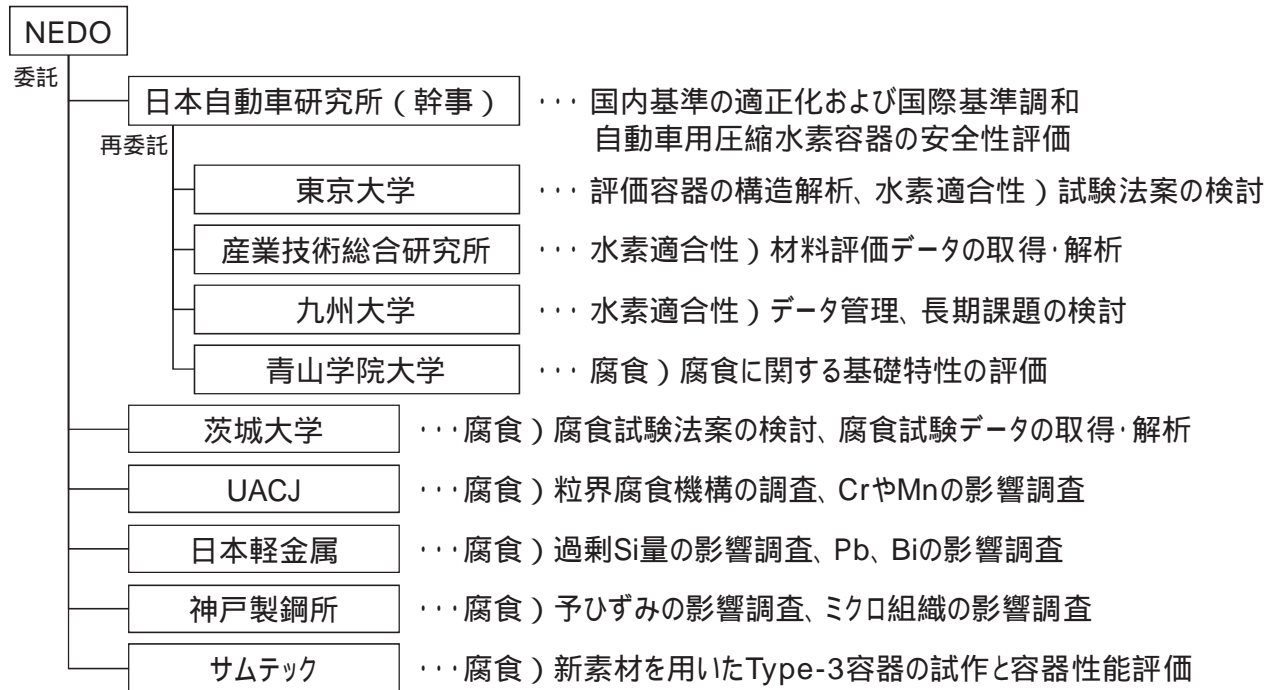 NEDO
委託
日本自動車研究所(幹事) ··· 国内基準の適正化および国際基準調和
自動車用圧縮水素容器の安全性評価
再委託
東京大学 ··· 評価容器の構造解析、水素適合性)試験法案の検討
産業技術総合研究所 ··· 水素適合性)材料評価データの取得·解析
九州大学 ··· 水素適合性)データ管理、長期課題の検討
青山学院大学 ··· 腐食)腐食に関する基礎特性の評価
茨城大学 ···腐食)腐食試験法案の検討、腐食試験データの取得·解析
UACJ ···腐食)粒界腐食機構の調査、CrやMnの影響調査
日本軽金属 ···腐食)過剰Si量の影響調査、Pb、Biの影響調査
神戸製鋼所 ···腐食)予ひずみの影響調査、ミクロ組織の影響調査
サムテック ···腐食)新素材を用いたType-3容器の試作と容器性能評価